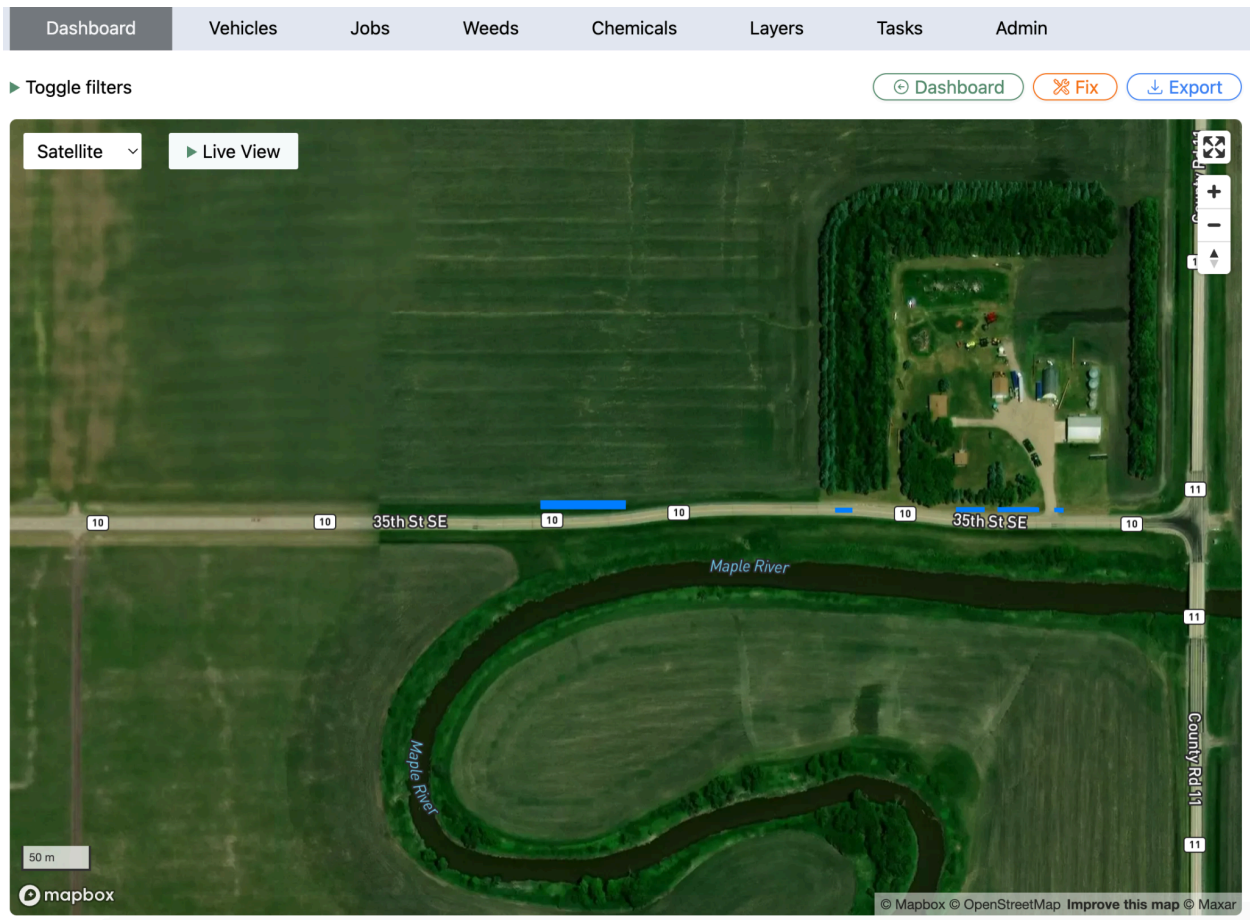 Dashboard Vehicles Jobs Weeds Chemicals Layers Tasks Admin
Toggle filters
Dashboard Fix Export
Satellite Live View
11
10 10 35th St SE 10 10 10 35th St SE 10
Maple River
11
Maple River
County Rd 11
11
50 m
mapbox
© Mapbox © OpenStreetMap Improve this map © Maxar